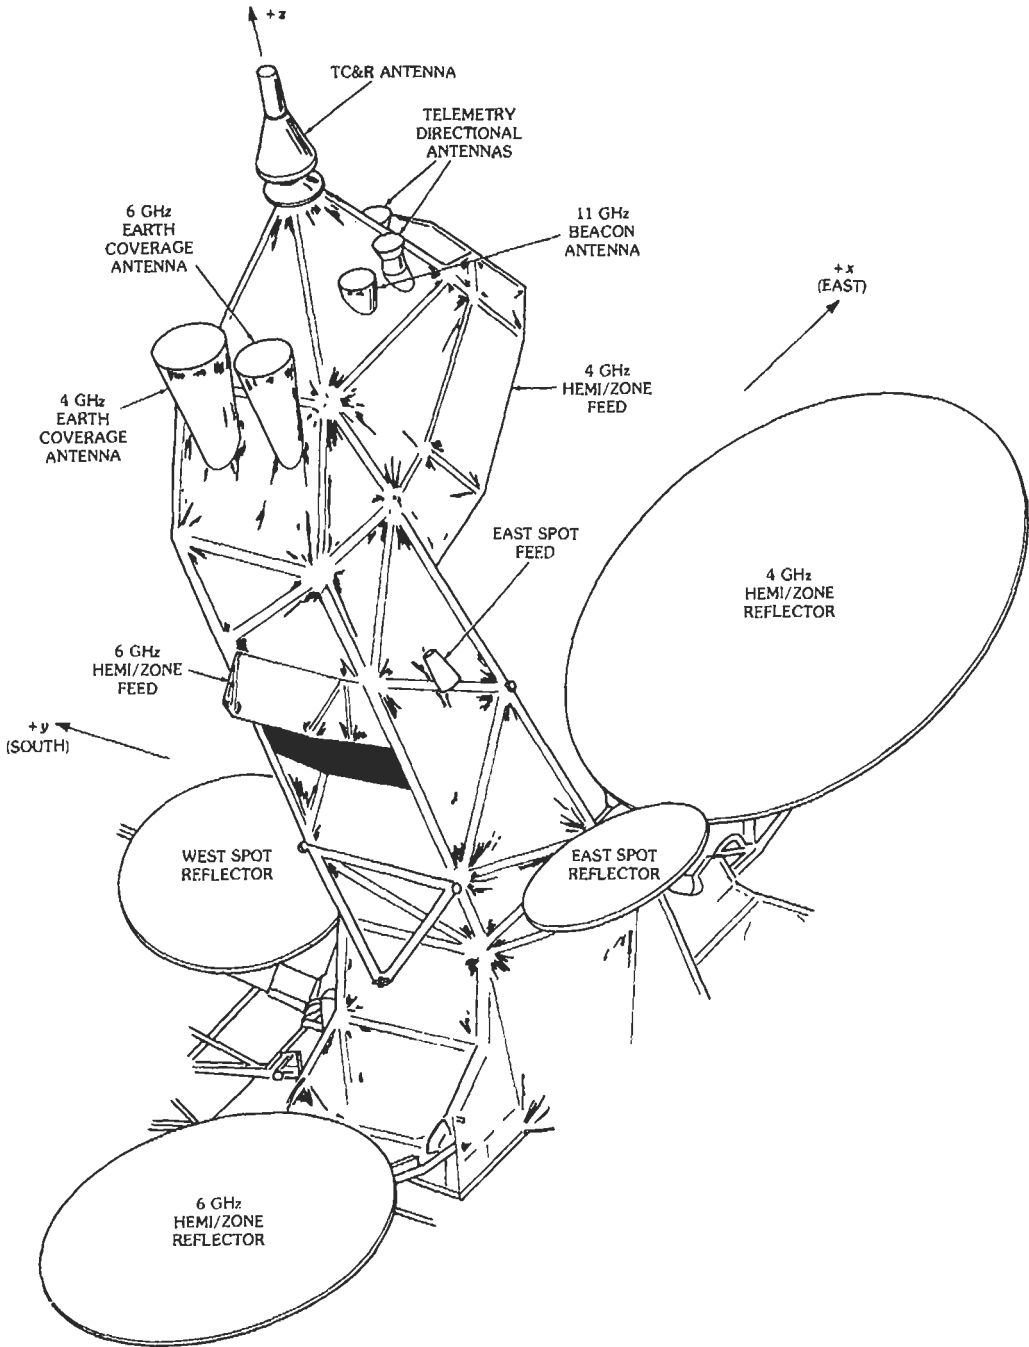 +z
TC&R ANTENNA
TELEMETRY
DIRECTIONAL
ANTENNAS
6 GHz
EARTH
COVERAGE
ANTENNA
11 GHz
BEACON
ANTENNA
+x
(EAST)
4 GHz
HEMI/ZONE
FEED
4 GHz
EARTH
COVERAGE
ANTENNA
EAST SPOT
FEED
4 GHz
HEMI/ZONE
REFLECTOR
6 GHz
HEMI/ZONE
FEED
+y
(SOUTH)
WEST SPOT
REFLECTOR
EAST SPOT
REFLECTOR
6 GHz
HEMI/ZONE
REFLECTOR